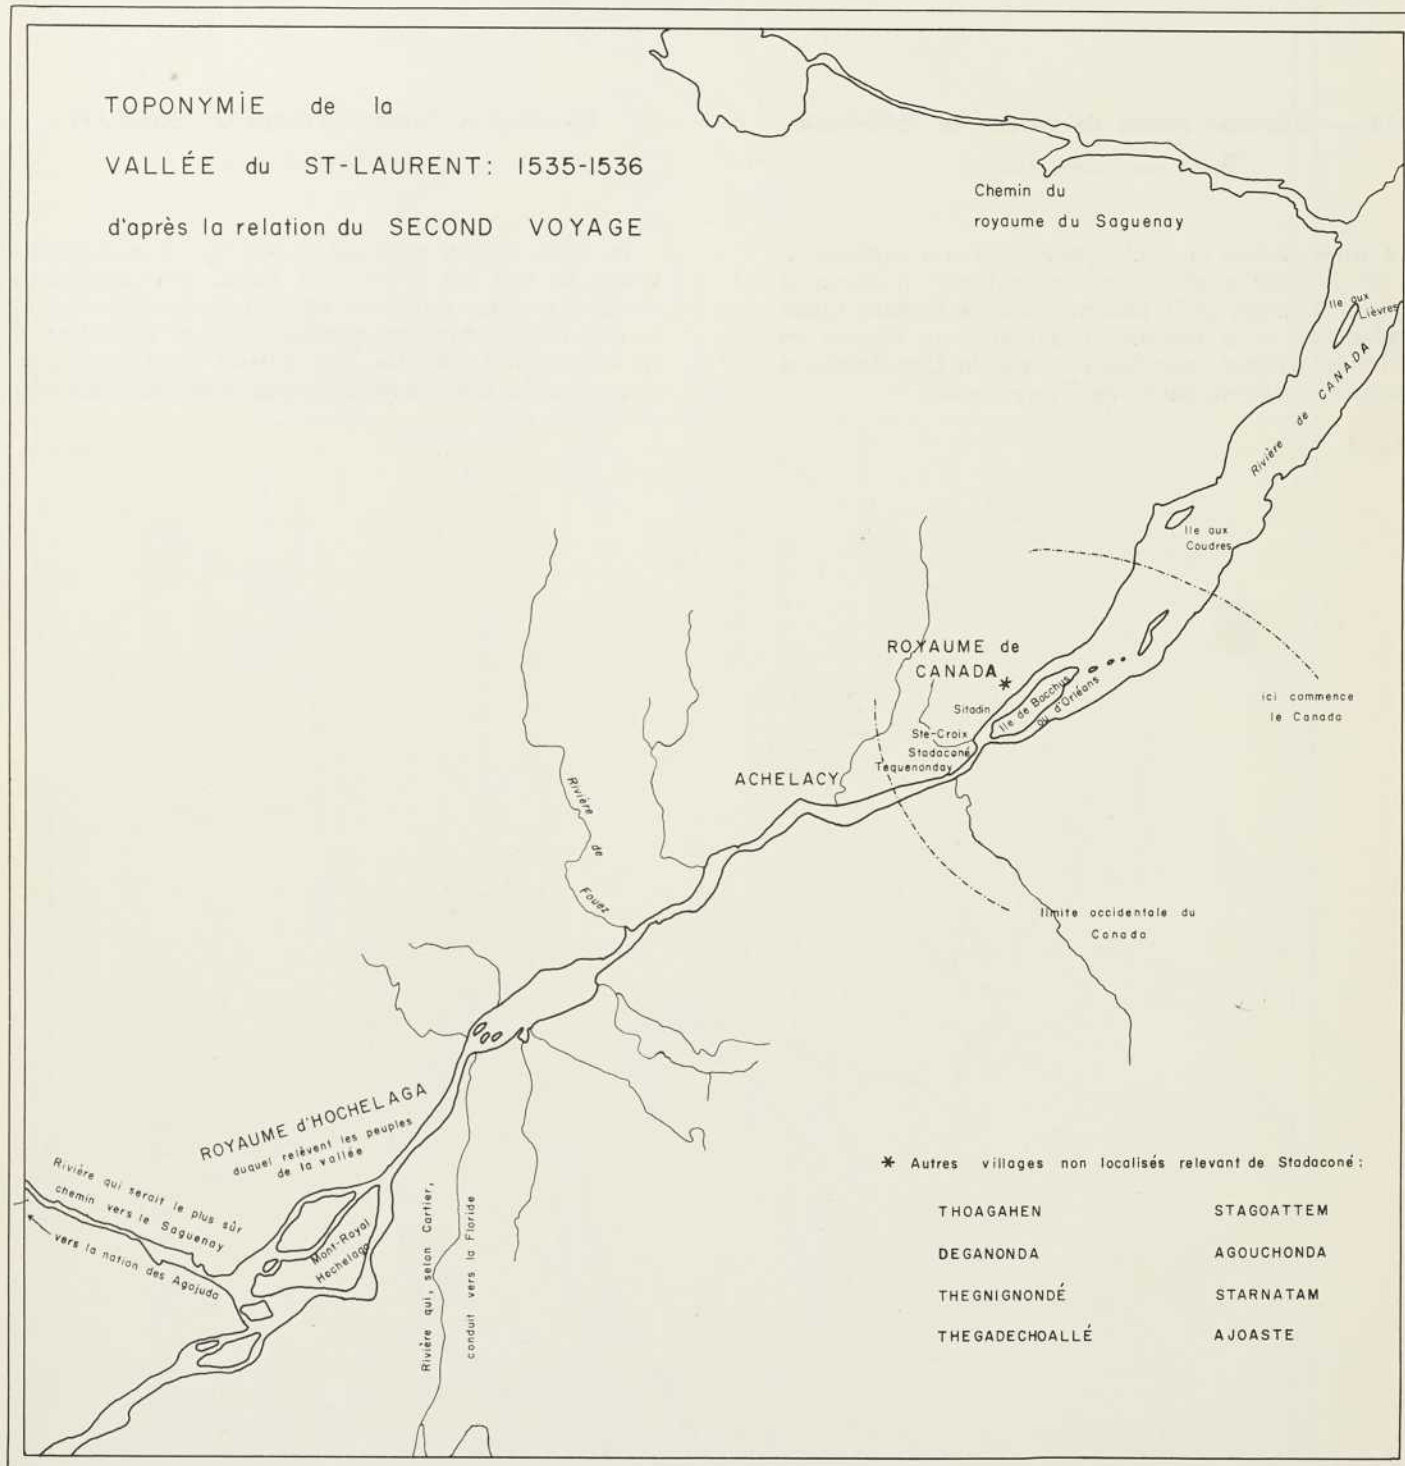 TOPONYMIE de la
VALLÉE du ST-LAURENT: 1535-1536
d'après la relation du SECOND VOYAGE
Chemin du
royaume du Saguenay
Ile aux
Lièvres
Rivière de CANADA
Ile aux
Coudres
ROYAUME de
CANADA *
ici commence
le Canada
Sitadin
Ile de Bacchus
ou d'Orléans
Ste-Croix
Stadaconé
Tequenonday
ACHELACY
Rivière de Fouez
limite occidentale du
Canada
ROYAUME d'HOCHELAGA
duquel relèvent les peuples
de la vallée
Rivière qui serait le plus sûr
chemin vers le Saguenay
vers la nation des Agojuda
Mont-Royal
Hochelaga
Rivière qui, selon Cartier,
conduit vers la Floride
* Autres villages non localisés relevant de Stadaconé :
THOAGAHEN STAGOATTEM
DEGANONDA AGOUCHONDA
THEGNIGNONDÉ STARNATAM
THEGADECHOALLÉ AJOASTE